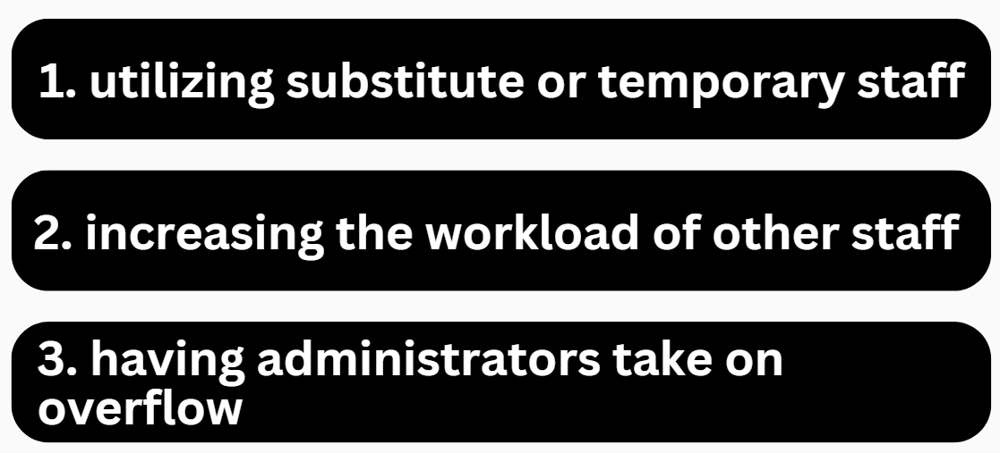 1. utilizing substitute or temporary staff
2. increasing the workload of other staff
3. having administrators take on
overflow